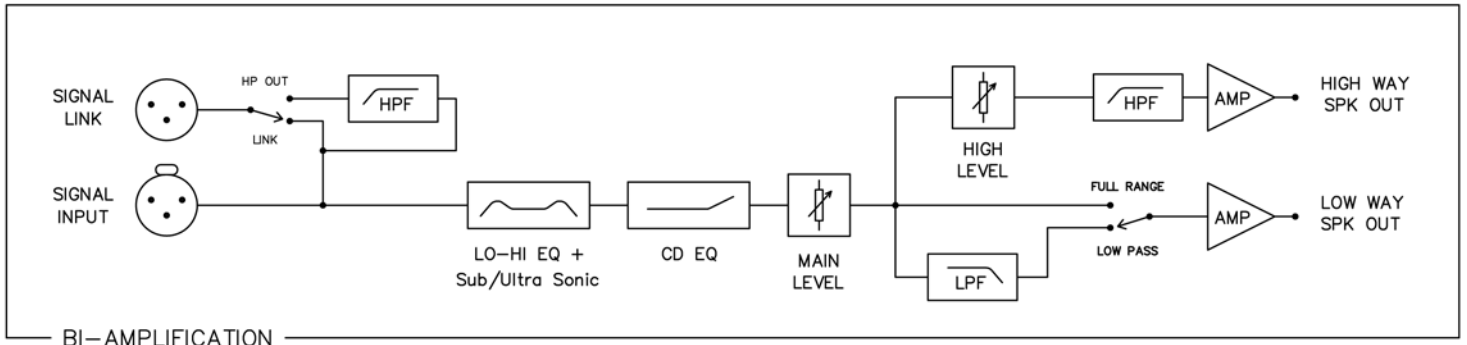 SIGNAL
LINK
HP OUT
LINK
HPF
SIGNAL
INPUT
LO-HI EQ +
Sub/Ultra Sonic
CD EQ
MAIN
LEVEL
HIGH
LEVEL
HPF
AMP
HIGH WAY
SPK OUT
FULL RANGE
LOW PASS
LPF
AMP
LOW WAY
SPK OUT
BI-AMPLIFICATION